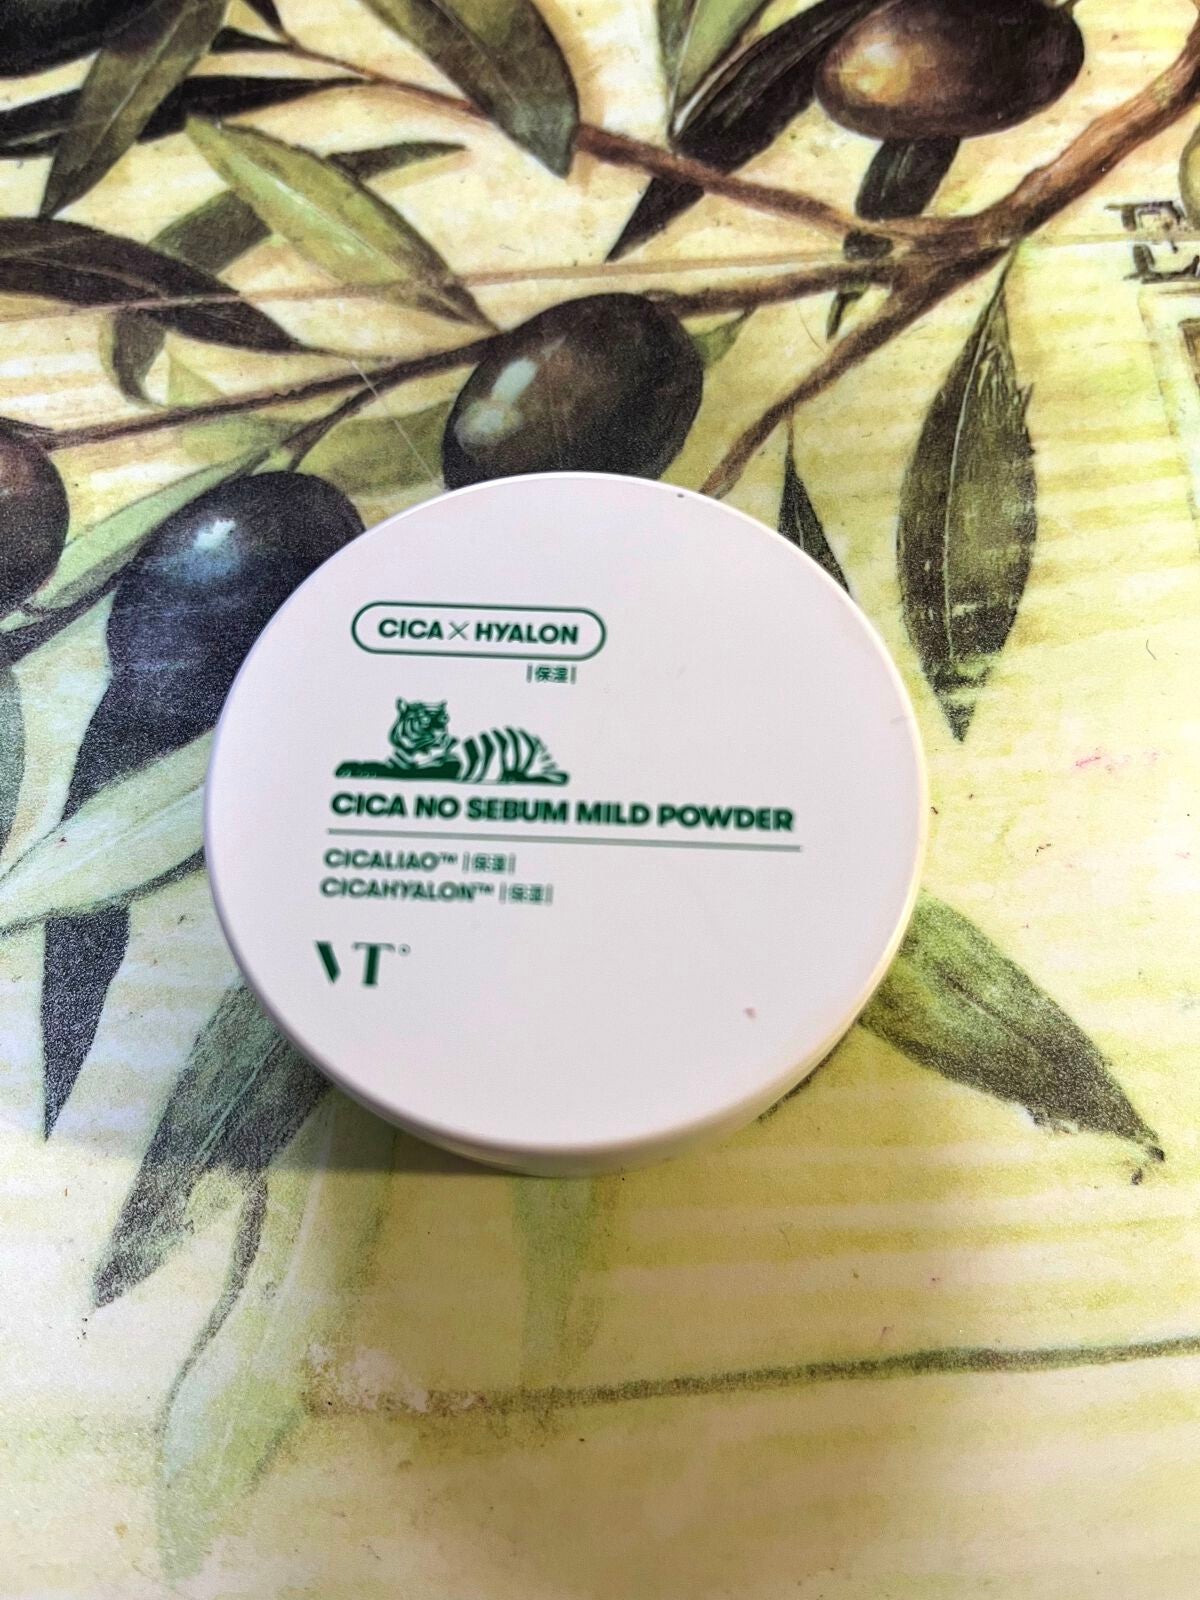 CICA × HYALON
|保湿|
CICA NO SEBUM MILD POWDER
CICALIAO™ |保湿|
CICAHYALON™ |保湿|
VT